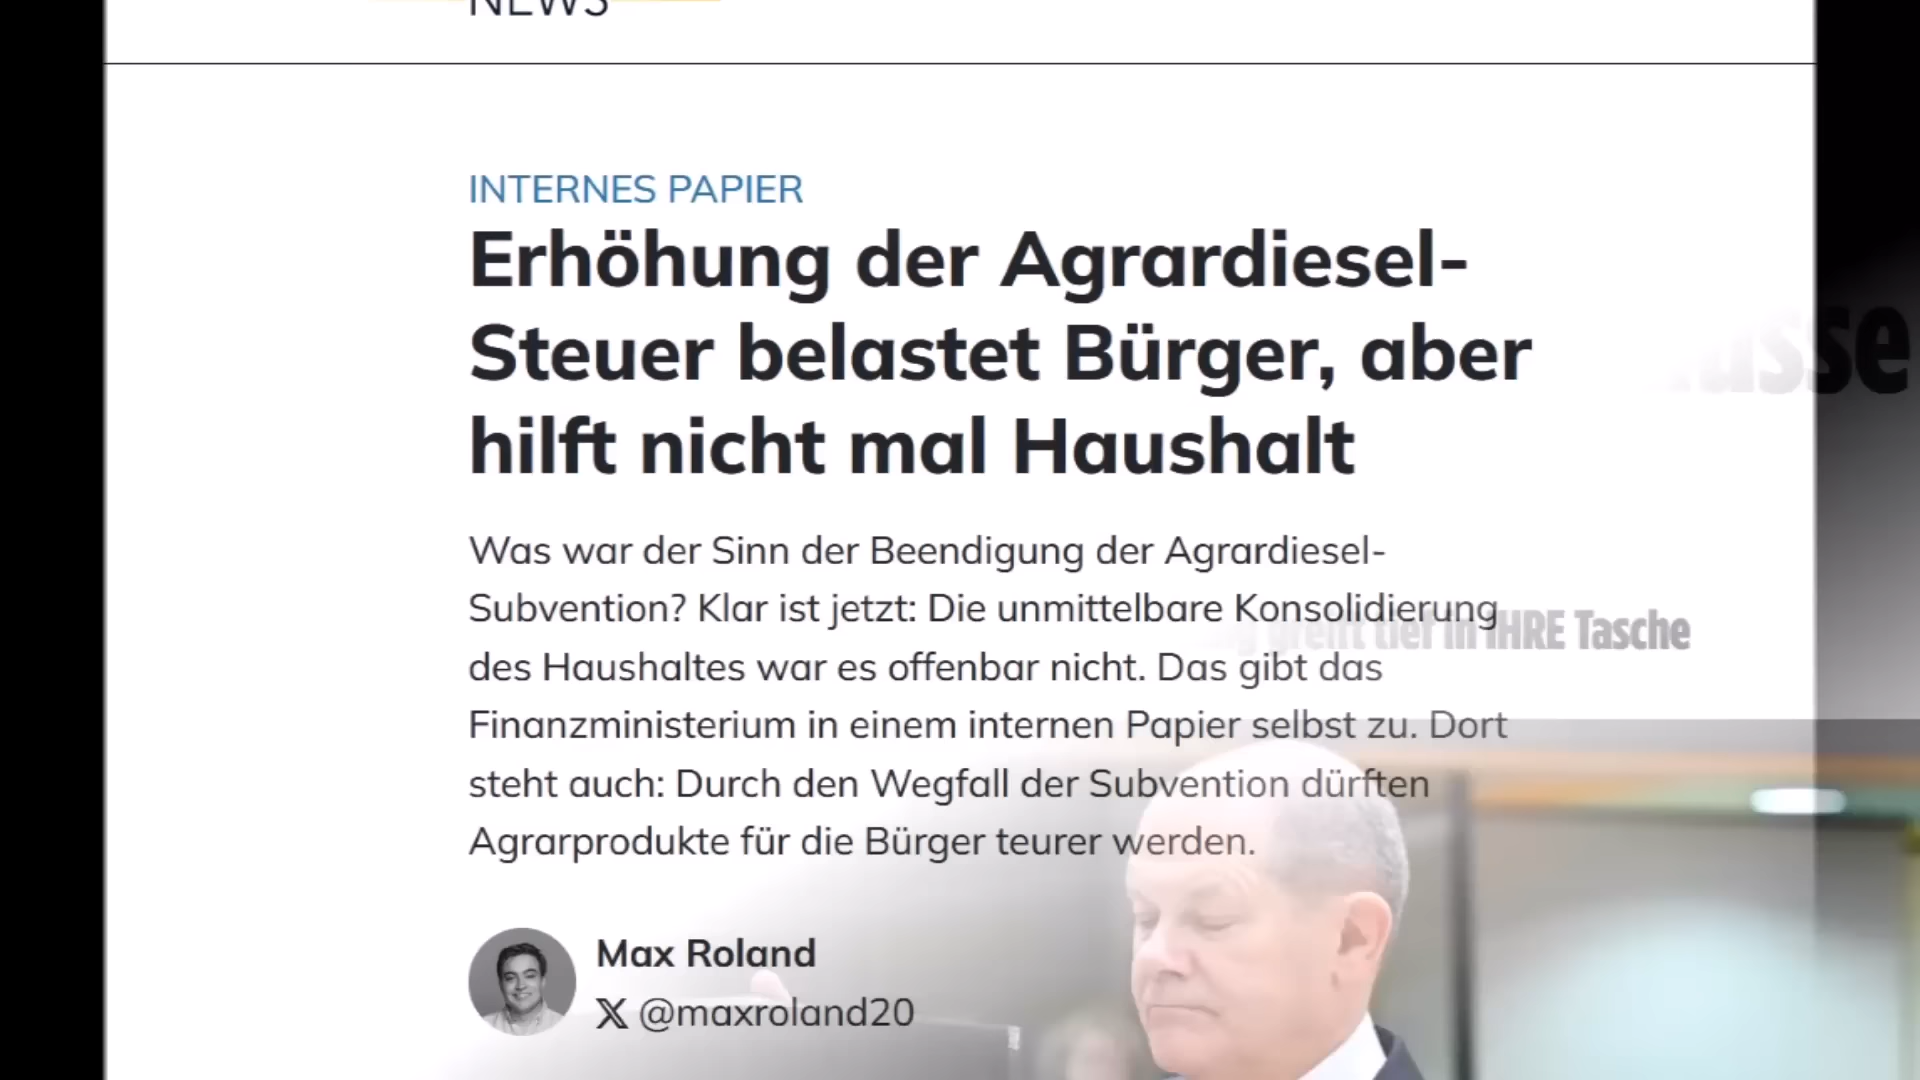 NEWS
INTERNES PAPIER
Erhöhung der Agrardiesel-
Steuer belastet Bürger, aber
hilft nicht mal Haushalt
Was war der Sinn der Beendigung der Agrardiesel-
Subvention? Klar ist jetzt: Die unmittelbare Konsolidierung
des Haushaltes war es offenbar nicht. Das gibt das
Finanzministerium in einem internen Papier selbst zu. Dort
steht auch: Durch den Wegfall der Subvention dürften
Agrarprodukte für die Bürger teurer werden.
Max Roland
X @maxroland20
greift tief in IHRE Tasche